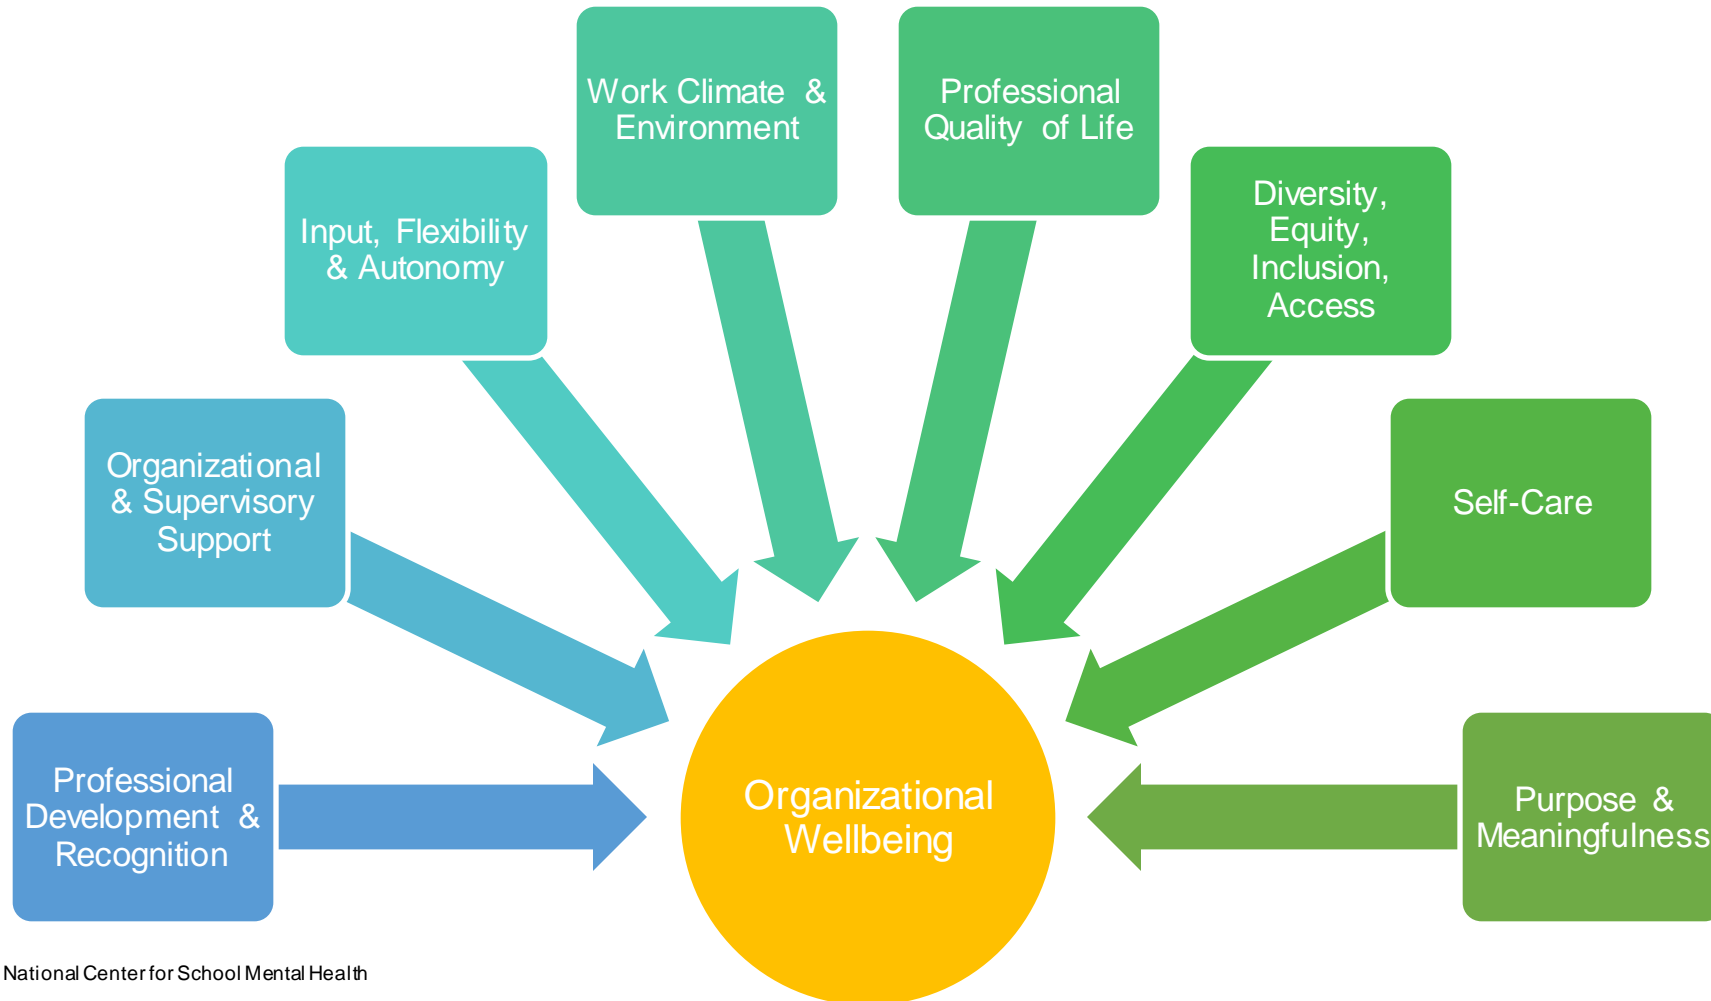 Work Climate &
Environment
Professional
Quality of Life
Input, Flexibility
& Autonomy
Diversity,
Equity,
Inclusion,
Access
Organizational
& Supervisory
Support
Self-Care
Professional
Development &
Recognition
Organizational
Wellbeing
Purpose &
Meaningfulness
National Center for School Mental Health